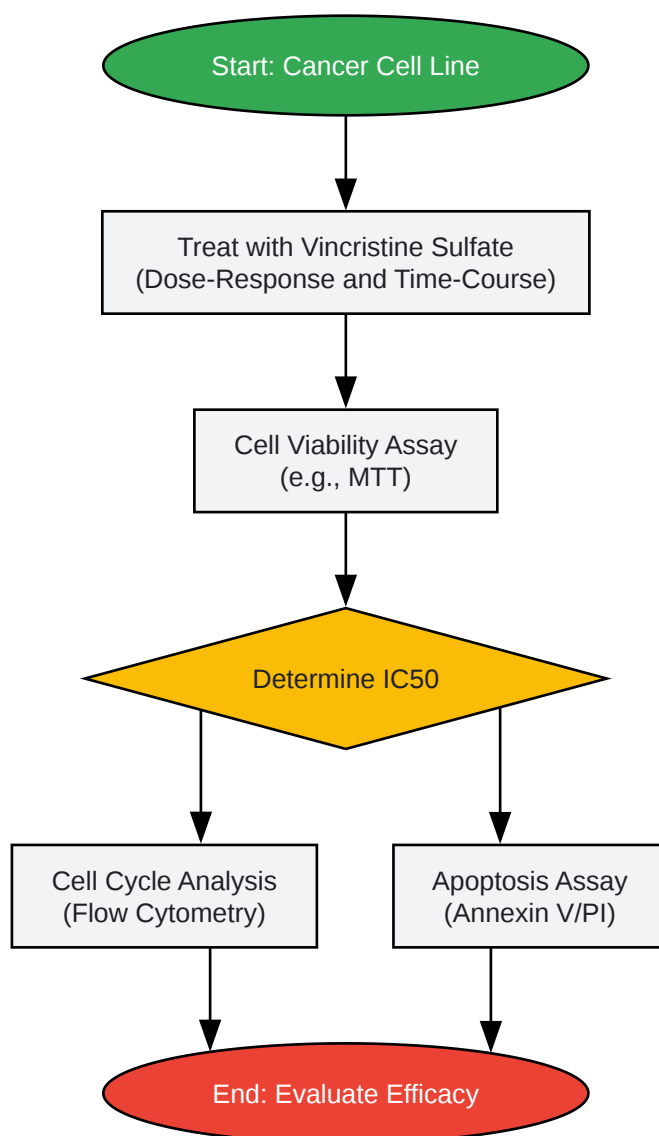 Start: Cancer Cell Line
Treat with Vincristine Sulfate
(Dose-Response and Time-Course)
Cell Viability Assay
(e.g., MTT)
Determine IC50
Cell Cycle Analysis
(Flow Cytometry)
Apoptosis Assay
(Annexin V/PI)
End: Evaluate Efficacy